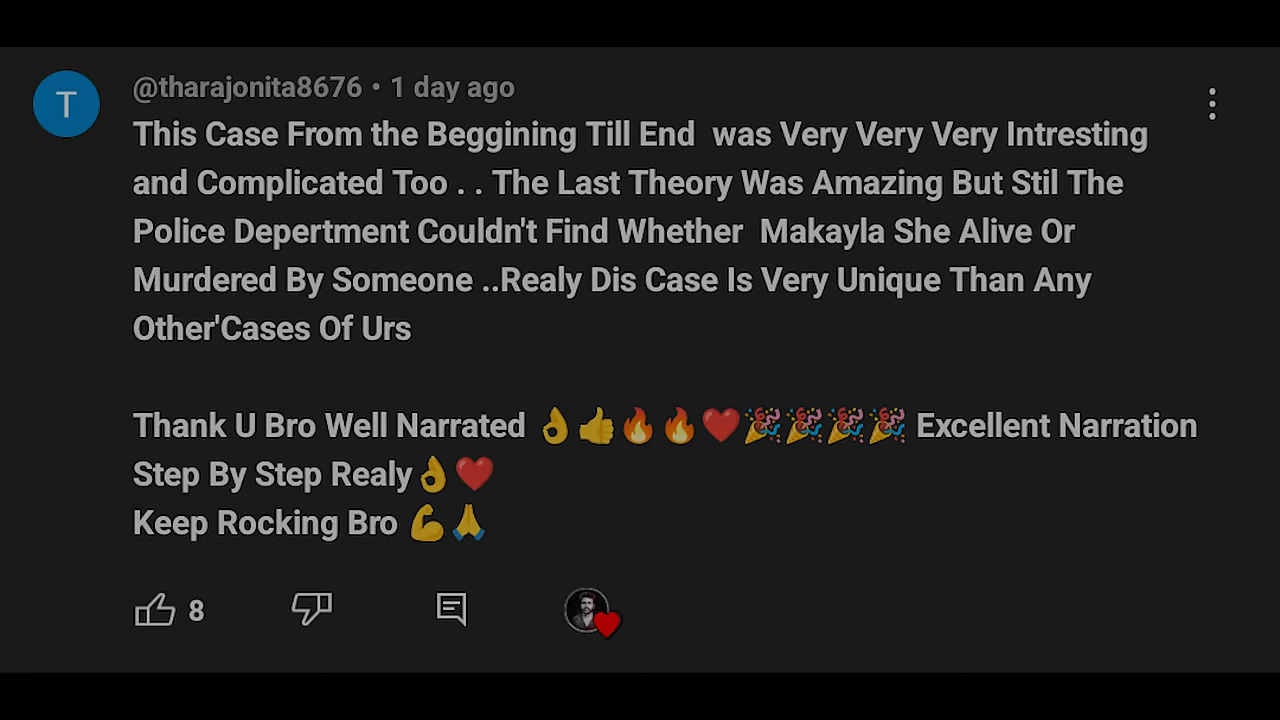 T
@tharajonita8676 • 1 day ago
This Case From the Beggining Till End  was Very Very Very Intresting
and Complicated Too . . The Last Theory Was Amazing But Stil The
Police Depertment Couldn't Find Whether  Makayla She Alive Or
Murdered By Someone ..Realy Dis Case Is Very Unique Than Any
Other'Cases Of Urs
Thank U Bro Well Narrated 👌👍🔥🔥❤️🎉🎉🎉🎉 Excellent Narration
Step By Step Realy👌❤️
Keep Rocking Bro 💪🙏
8